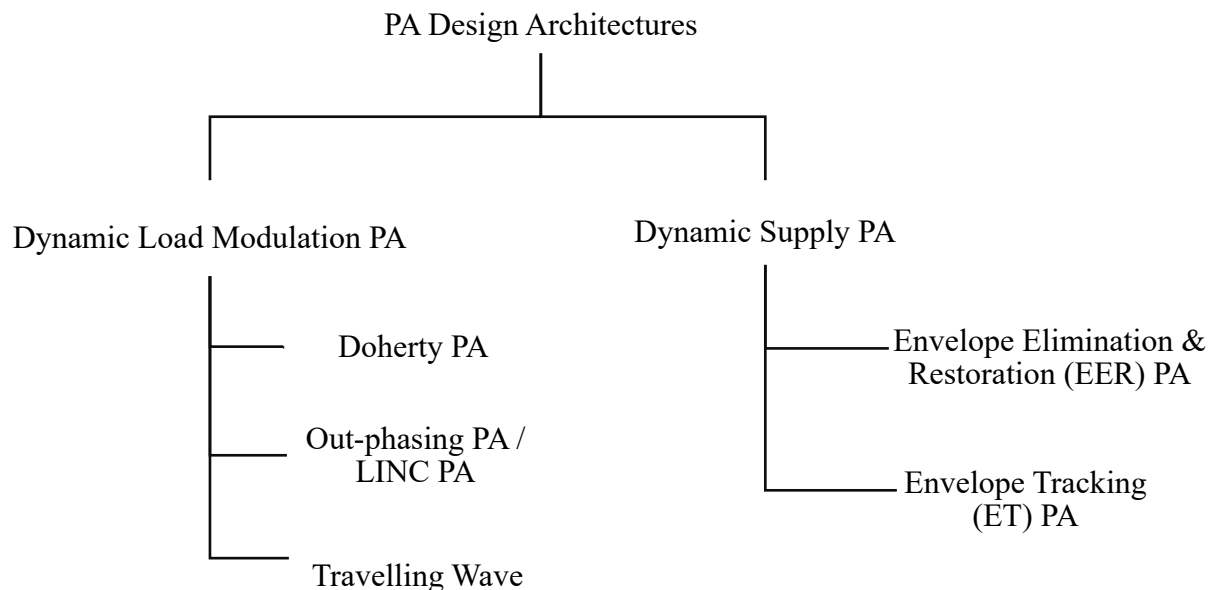 PA Design Architectures
Dynamic Load Modulation PA
Doherty PA
Out-phasing PA /
LINC PA
Travelling Wave
Dynamic Supply PA
Envelope Elimination &
Restoration (EER) PA
Envelope Tracking
(ET) PA